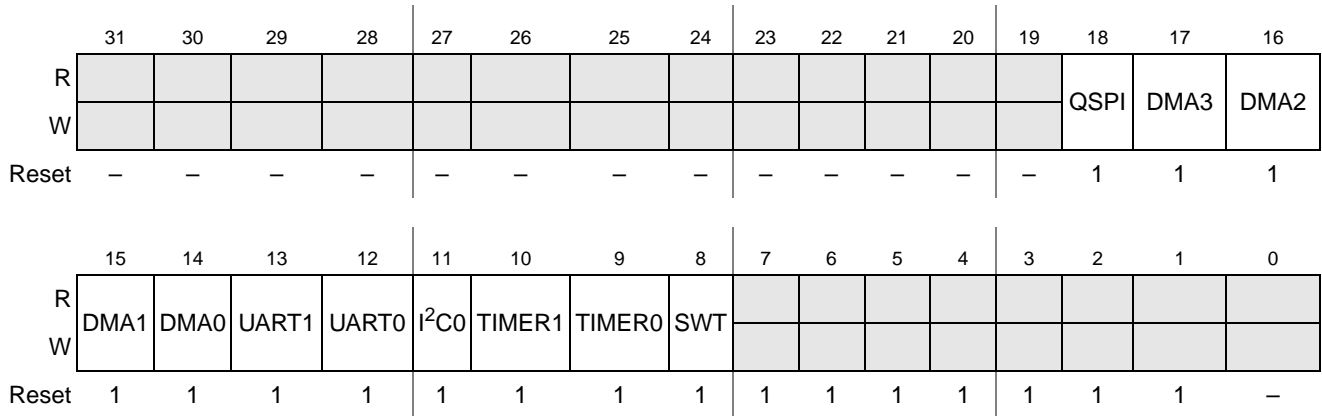 31 30 29 28 27 26 25 24 23 22 21 20 19 18 17 16
R
QSPI DMA3 DMA2
W
Reset – – – – – – – – – – – – – 1 1 1
15 14 13 12 11 10 9 8 7 6 5 4 3 2 1 0
R
DMA1 DMA0 UART1 UART0 I²C0 TIMER1 TIMER0 SWT
W
Reset 1 1 1 1 1 1 1 1 1 1 1 1 1 1 1 –